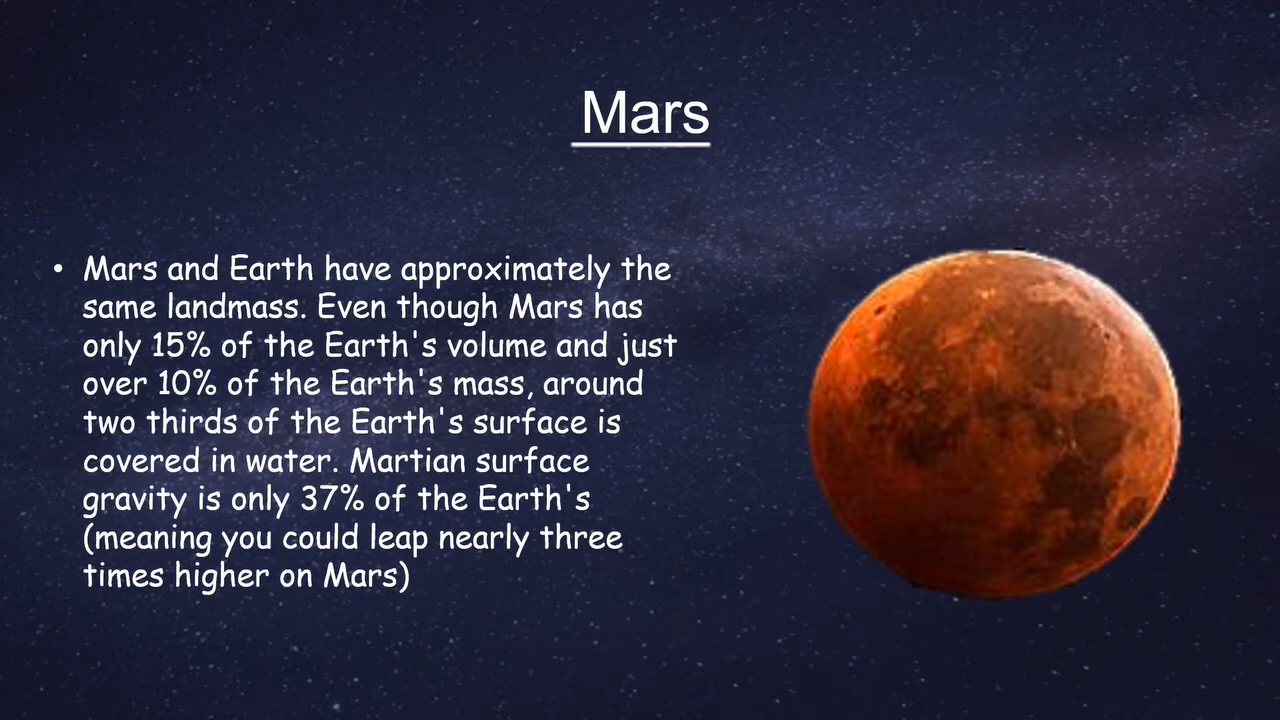 Mars
• Mars and Earth have approximately the
same landmass. Even though Mars has
only 15% of the Earth's volume and just
over 10% of the Earth's mass, around
two thirds of the Earth's surface is
covered in water. Martian surface
gravity is only 37% of the Earth's
(meaning you could leap nearly three
times higher on Mars)